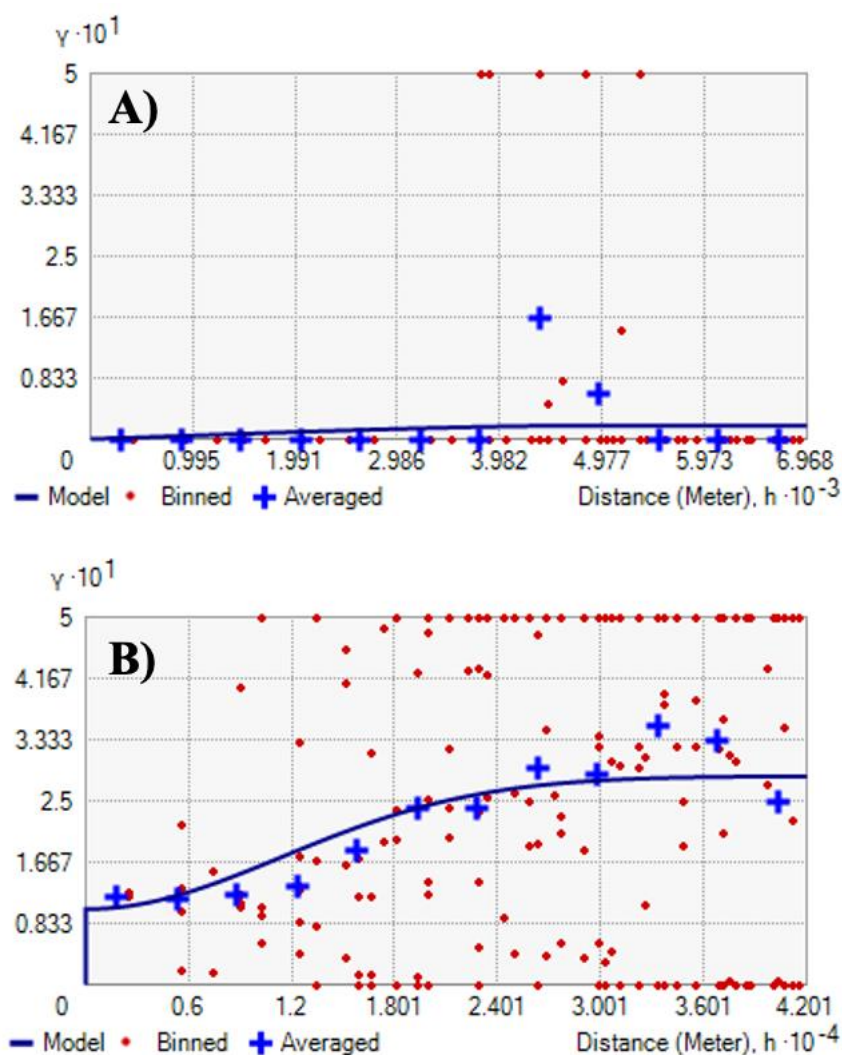 γ · 10¹
A)
5
4.167
3.333
2.5
1.667
0.833
0 0.995 1.991 2.986 3.982 4.977 5.973 6.968
Model Binned Averaged Distance (Meter), h · 10⁻³
γ · 10¹
B)
5
4.167
3.333
2.5
1.667
0.833
0 0.6 1.2 1.801 2.401 3.001 3.601 4.201
Model Binned Averaged Distance (Meter), h · 10⁻⁴